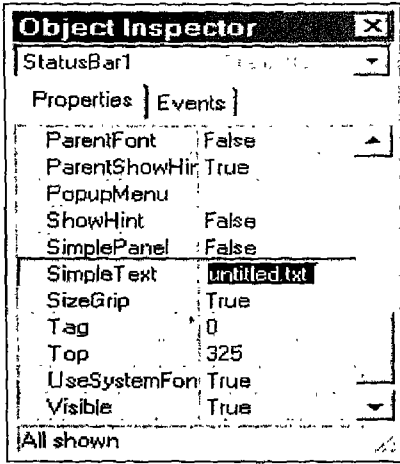 Object Inspector
StatusBar1
Properties Events
ParentFont False
ParentShowHin True
PopupMenu
ShowHint False
SimplePanel False
SimpleText untitled.txt
SizeGrip True
Tag 0
Top 325
UseSystemFon True
Visible True
All shown